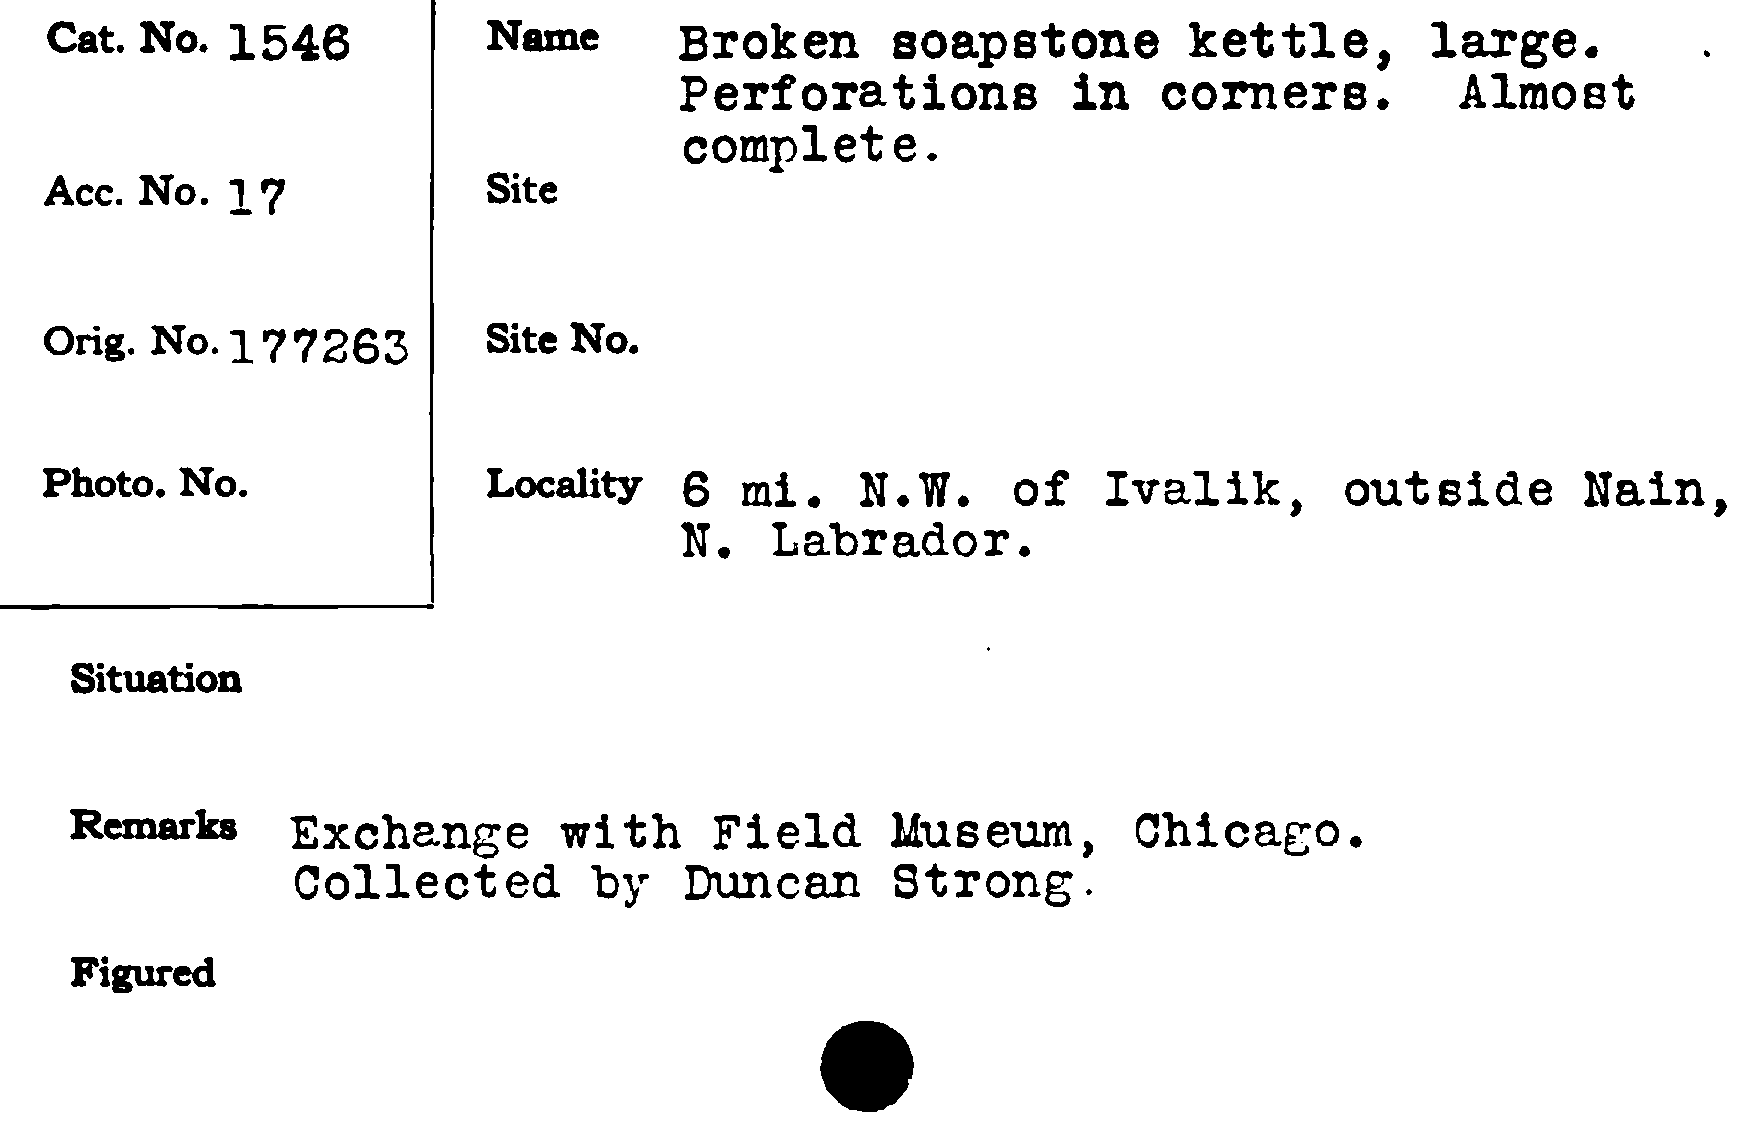 Cat. No. 1546
Name Broken soapstone kettle, large.
Perforations in corners. Almost
complete.
Acc. No. 17
Site
Orig. No. 177263
Site No.
Photo. No.
Locality 6 mi. N.W. of Ivalik, outside Nain,
N. Labrador.
Situation
Remarks Exchange with Field Museum, Chicago.
Collected by Duncan Strong.
Figured